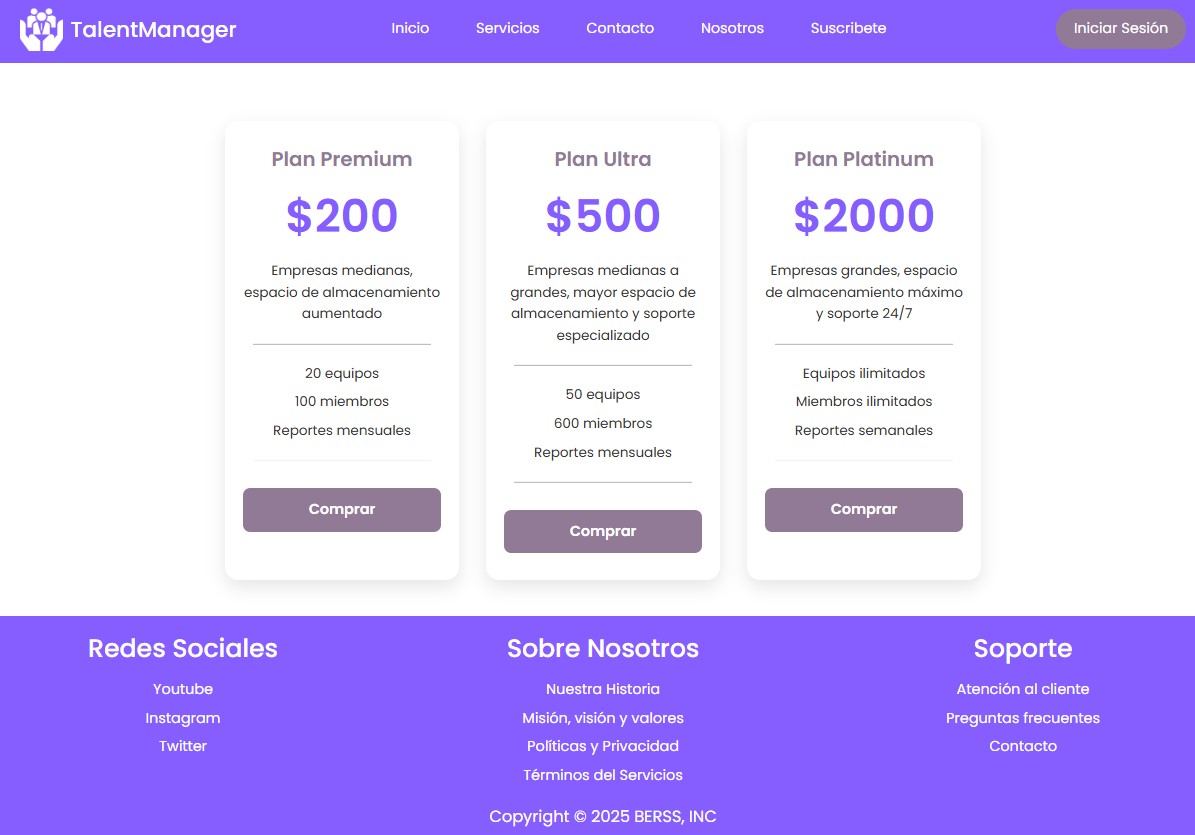 TalentManager
Inicio
Servicios
Contacto
Nosotros
Suscribete
Iniciar Sesión
Plan Premium
$200
Empresas medianas,
espacio de almacenamiento
aumentado
20 equipos
100 miembros
Reportes mensuales
Comprar
Plan Ultra
$500
Empresas medianas a
grandes, mayor espacio de
almacenamiento y soporte
especializado
50 equipos
600 miembros
Reportes mensuales
Comprar
Plan Platinum
$2000
Empresas grandes, espacio
de almacenamiento máximo
y soporte 24/7
Equipos ilimitados
Miembros ilimitados
Reportes semanales
Comprar
Redes Sociales
Youtube
Instagram
Twitter
Sobre Nosotros
Nuestra Historia
Misión, visión y valores
Políticas y Privacidad
Términos del Servicios
Soporte
Atención al cliente
Preguntas frecuentes
Contacto
Copyright © 2025 BERSS, INC